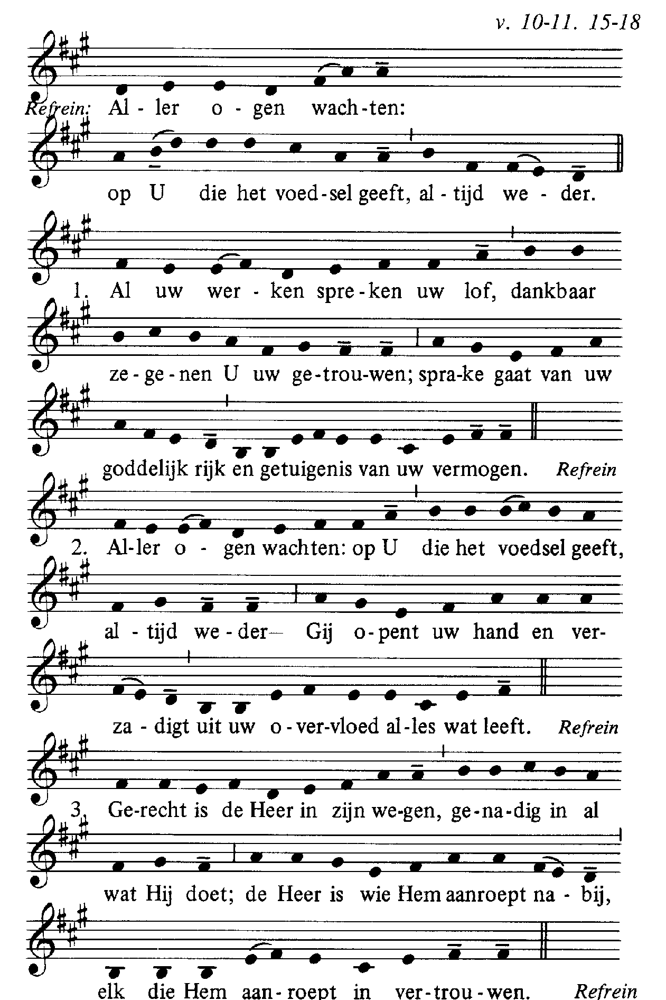 v. 10-11. 15-18
Refrein: Al - ler o - gen wach-ten:
op U die het voed-sel geeft, al - tijd we - der.
1. Al uw wer - ken spre-ken uw lof, dankbaar
ze - ge - nen U uw ge-trou-wen; spra-ke gaat van uw
goddelijk rijk en getuigenis van uw vermogen. Refrein
2. Al-ler o - gen wachten: op U die het voedsel geeft,
al - tijd we - der— Gij o-pent uw hand en ver-
za - digt uit uw o - ver-vloed al-les wat leeft. Refrein
3. Ge-recht is de Heer in zijn we-gen, ge-na-dig in al
wat Hij doet; de Heer is wie Hem aanroept na - bij,
elk die Hem aan- roept in ver-trou-wen. Refrein